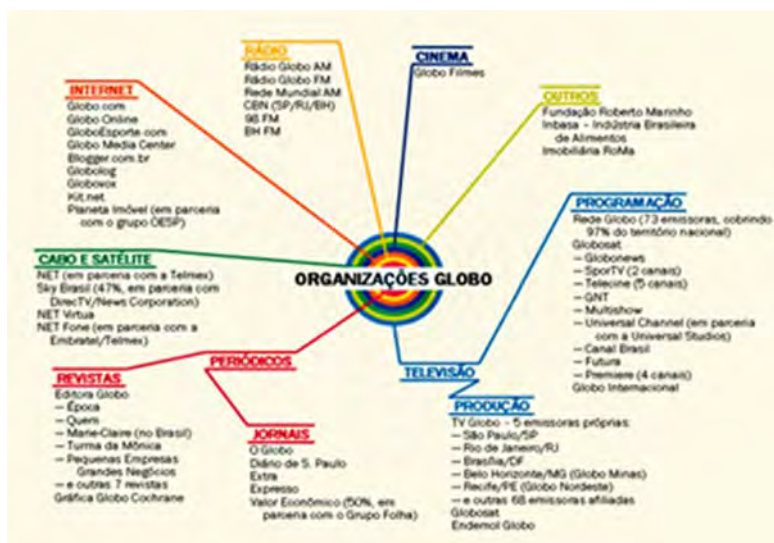 RÁDIO
Rádio Globo AM
Rádio Globo FM
Rede Mundial AM
CBN (SP/RJ/BH)
98 FM
BH FM
CINEMA
Globo Filmes
INTERNET
Globo.com
Globo Online
GloboEsporte.com
Globo Media Center
Blogger.com.br
Globolog
Globovox
Kit.net
Planeta Imóvel (em parceria
com o grupo OESP)
OUTROS
Fundação Roberto Marinho
Inbasa - Indústria Brasileira
de Alimentos
Imobiliária RoMa
PROGRAMAÇÃO
Rede Globo (73 emissoras, cobrindo
97% do território nacional)
Globosat
— Globonews
— SporTV (2 canais)
— Telecine (5 canais)
— GNT
— Multishow
— Universal Channel (em parceria
com a Universal Studios)
— Canal Brasil
— Futura
— Premiere (4 canais)
Globo Internacional
ORGANIZAÇÕES GLOBO
CABO E SATÉLITE
NET (em parceria com a Telmex)
Sky Brasil (47%, em parceria com
DirecTV/News Corporation)
NET Virtua
NET Fone (em parceria com a
Embratel/Telmex)
PERIÓDICOS
REVISTAS
Editora Globo
— Época
— Quem
— Marie-Claire (no Brasil)
— Turma da Mônica
— Pequenas Empresas
Grandes Negócios
— e outras 7 revistas
Gráfica Globo Cochrane
JORNAIS
O Globo
Diário de S. Paulo
Extra
Expresso
Valor Econômico (50%, em
parceria com o Grupo Folha)
TELEVISÃO
PRODUÇÃO
TV Globo - 5 emissoras próprias:
— São Paulo/SP
— Rio de Janeiro/RJ
— Brasília/DF
— Belo Horizonte/MG (Globo Minas)
— Recife/PE (Globo Nordeste)
— e outras 68 emissoras afiliadas
Globosat
Endemol Globo